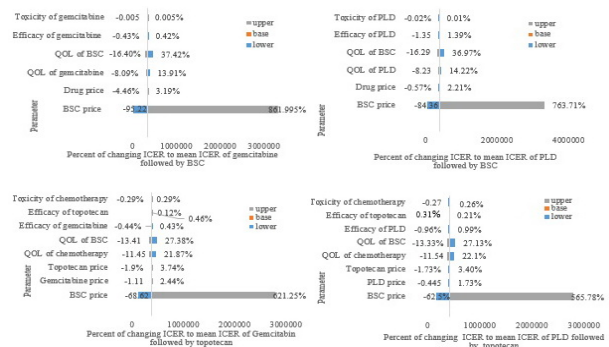 Toxicity of gemcitabine -0.005 0.005%
Efficacy of gemcitabine -0.43% 0.42%
QOL of BSC -16.40% 37.42%
QOL of gemcitabine -8.09% 13.91%
Drug price -4.46% 3.19%
BSC price -95.22 861.995%
upper
base
lower
Parameter
0 1000000 2000000 3000000
Percent of changing ICER to mean ICER of gemcitabine
followed by BSC
Toxicity of PLD -0.02% 0.01%
Efficacy of PLD -1.35 1.39%
QOL of BSC -16.29 36.97%
QOL of PLD -8.23 14.22%
Drug price -0.57% 2.21%
BSC price -84.36 763.71%
upper
base
lower
Parameter
0 2000000 4000000
Percent of changing ICER to mean ICER of PLD
followed by BSC
Toxicity of chemotherapy -0.29% 0.29%
Efficacy of topotecan 0.12%
0.46%
Efficacy of gemcitabine -0.44% 0.43%
QOL of BSC -13.41 27.38%
QOL of chemotherapy -11.45 21.87%
Topotecan price -1.9% 3.74%
Gemcitabine price -1.11 2.44%
BSC price -68.62 621.25%
upper
base
lower
Parameter
0 1000000 2000000 3000000
Percent of changing ICER to mean ICER of Gemcitabin
followed by topotecan
Toxicity of chemotherapy -0.27 0.26%
Efficacy of topotecan 0.31% 0.21%
Efficacy of PLD -0.96% 0.99%
QOL of BSC -13.33% 27.13%
QOL of chemotherapy -11.54 22.1%
Topotecan price -1.73% 3.40%
PLD price -0.445 1.73%
BSC price -62.5% 565.78%
upper
base
lower
Parameter
0 1000000 2000000 3000000
Percent of changing ICER to mean ICER of PLD followed
by topotecan